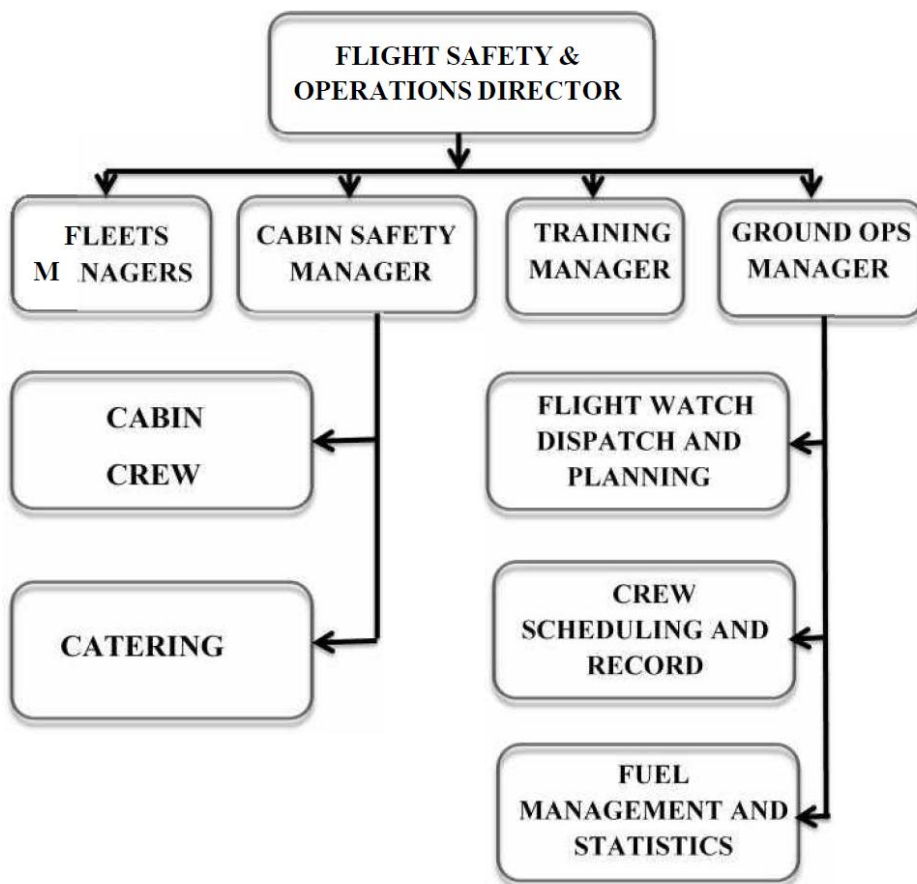 FLIGHT SAFETY &
OPERATIONS DIRECTOR
FLEETS
M NAGERS
CABIN SAFETY
MANAGER
TRAINING
MANAGER
GROUND OPS
MANAGER
CABIN
CREW
CATERING
FLIGHT WATCH
DISPATCH AND
PLANNING
CREW
SCHEDULING AND
RECORD
FUEL
MANAGEMENT AND
STATISTICS